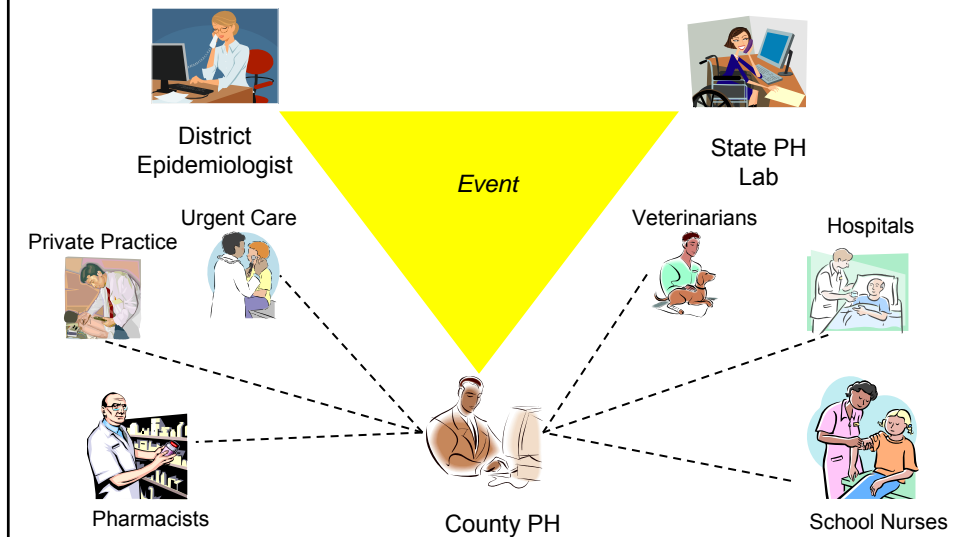 District
Epidemiologist
State PH
Lab
Event
Urgent Care
Veterinarians
Private Practice
Hospitals
Pharmacists
County PH
School Nurses